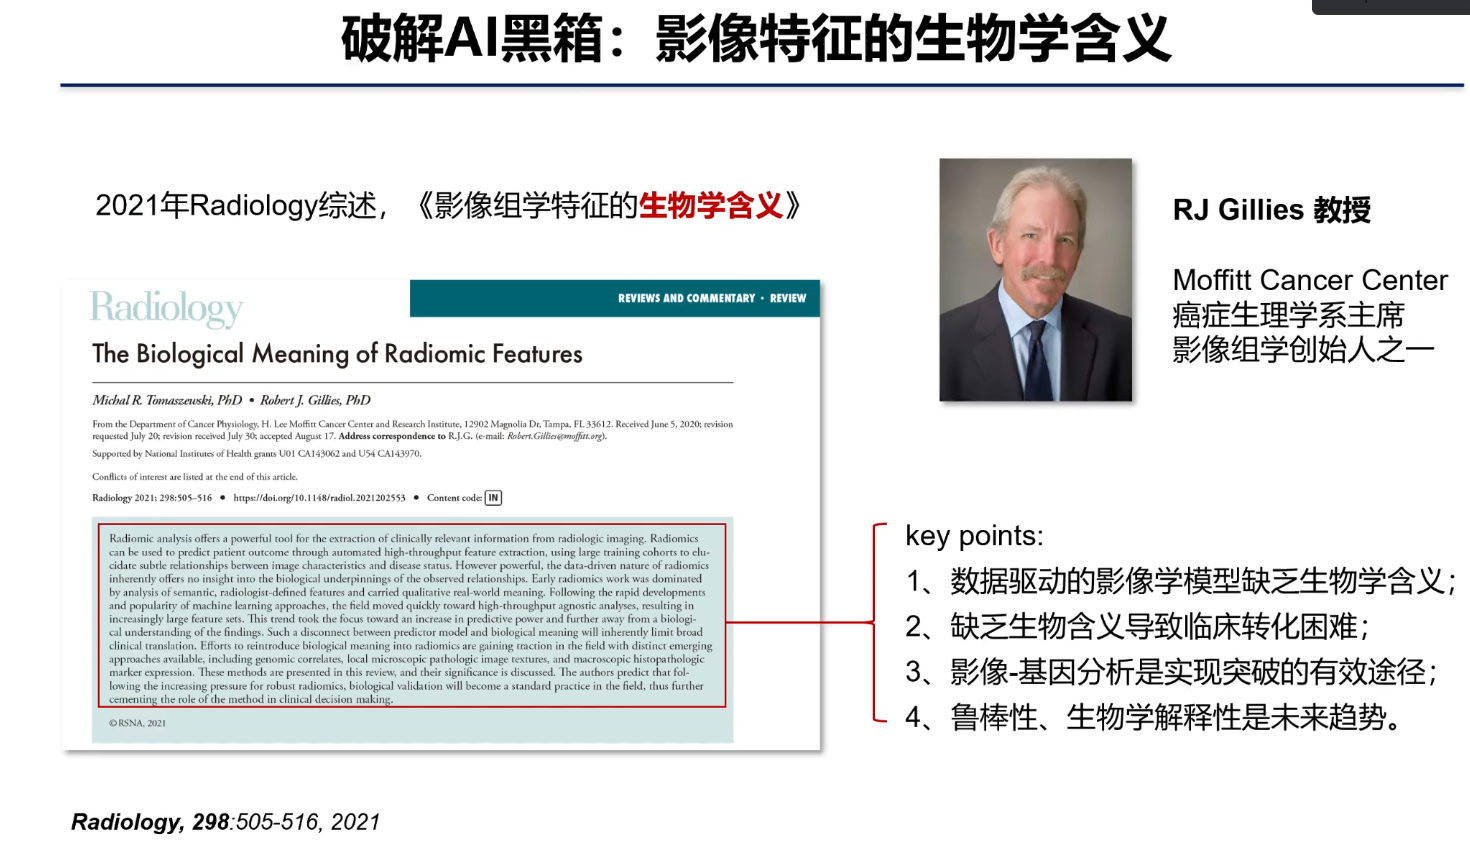 破解AI黑箱：影像特征的生物学含义
2021年Radiology综述，《影像组学特征的生物学含义》
RJ Gillies 教授
Moffitt Cancer Center
癌症生理学系主席
影像组学创始人之一
Radiology
REVIEWS AND COMMENTARY • REVIEW
The Biological Meaning of Radiomic Features
Michal R. Tomaszewski, PhD • Robert J. Gillies, PhD
From the Department of Cancer Physiology, H. Lee Moffitt Cancer Center and Research Institute, 12902 Magnolia Dr, Tampa, FL 33612. Received June 5, 2020; revision
requested July 20; revision received July 30; accepted August 17. Address correspondence to R.J.G. (e-mail: Robert.Gillies@moffitt.org).
Supported by National Institutes of Health grants U01 CA143062 and U54 CA143970.
Conflicts of interest are listed at the end of this article.
Radiology 2021; 298:505–516 • https://doi.org/10.1148/radiol.2021202553 • Content code: IN
Radiomic analysis offers a powerful tool for the extraction of clinically relevant information from radiologic imaging. Radiomics
can be used to predict patient outcome through automated high-throughput feature extraction, using large training cohorts to elu-
cidate subtle relationships between image characteristics and disease status. However powerful, the data-driven nature of radiomics
inherently offers no insight into the biological underpinnings of the observed relationships. Early radiomics work was dominated
by analysis of semantic, radiologist-defined features and carried qualitative real-world meaning. Following the rapid developments
and popularity of machine learning approaches, the field moved quickly toward high-throughput agnostic analyses, resulting in
increasingly large feature sets. This trend took the focus toward an increase in predictive power and further away from a biologi-
cal understanding of the findings. Such a disconnect between predictor model and biological meaning will inherently limit broad
clinical translation. Efforts to reintroduce biological meaning into radiomics are gaining traction in the field with distinct emerging
approaches available, including genomic correlates, local microscopic pathologic image textures, and macroscopic histopathologic
marker expression. These methods are presented in this review, and their significance is discussed. The authors predict that fol-
lowing the increasing pressure for robust radiomics, biological validation will become a standard practice in the field, thus further
cementing the role of the method in clinical decision making.
© RSNA, 2021
key points:
1、数据驱动的影像学模型缺乏生物学含义；
2、缺乏生物含义导致临床转化困难；
3、影像-基因分析是实现突破的有效途径；
4、鲁棒性、生物学解释性是未来趋势。
Radiology, 298:505-516, 2021